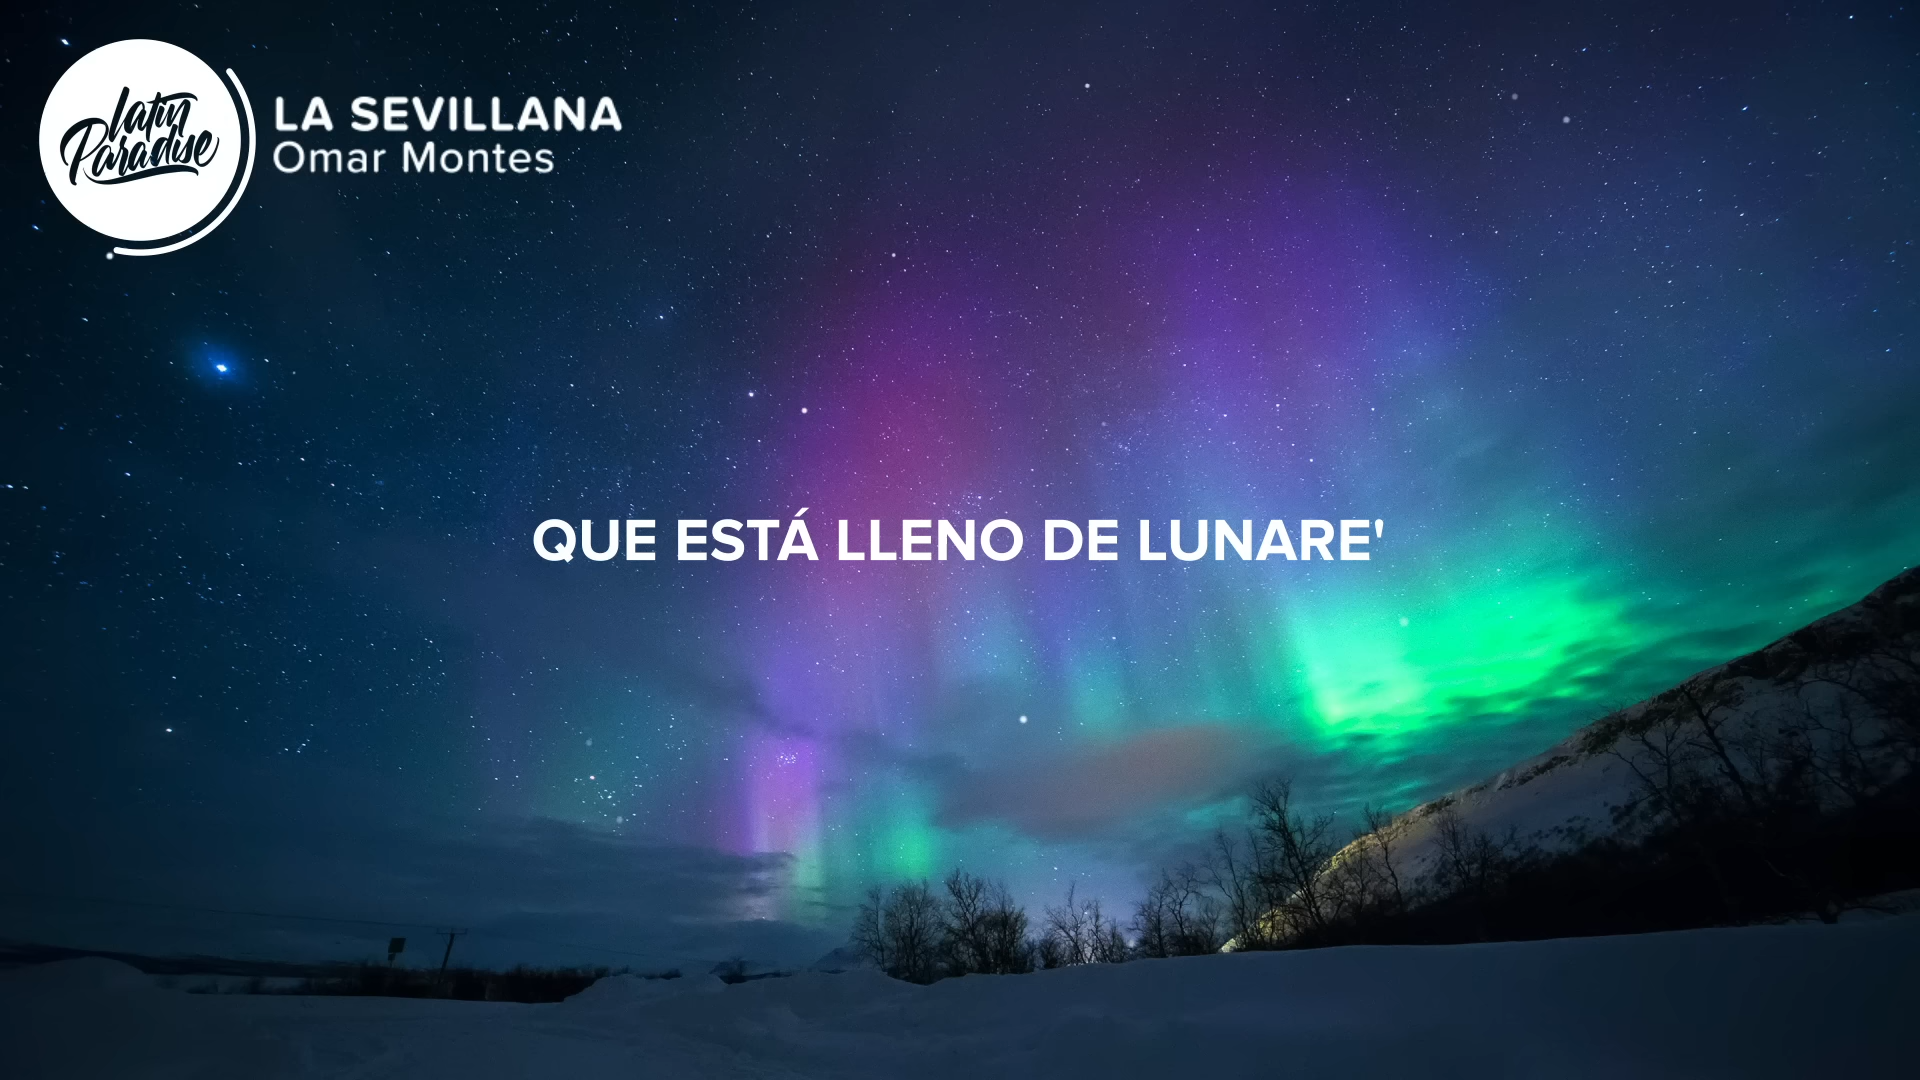 Latin
Paradise
LA SEVILLANA
Omar Montes
QUE ESTÁ LLENO DE LUNARE'